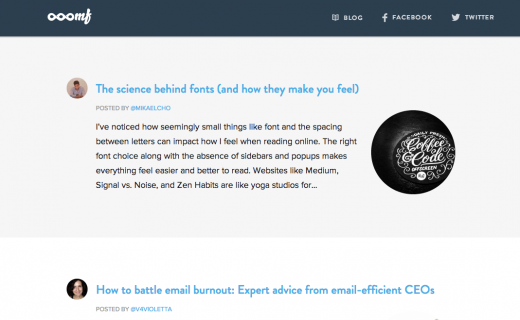 ooomf
BLOG
FACEBOOK
TWITTER
The science behind fonts (and how they make you feel)
POSTED BY @MIKAELCHO
I've noticed how seemingly small things like font and the spacing
between letters can impact how I feel when reading online. The right
font choice along with the absence of sidebars and popups makes
everything feel easier and better to read. Websites like Medium,
Signal vs. Noise, and Zen Habits are like yoga studios for...
Coffee
& Code
OFFSCREEN
How to battle email burnout: Expert advice from email-efficient CEOs
POSTED BY @V4VIOLETTA